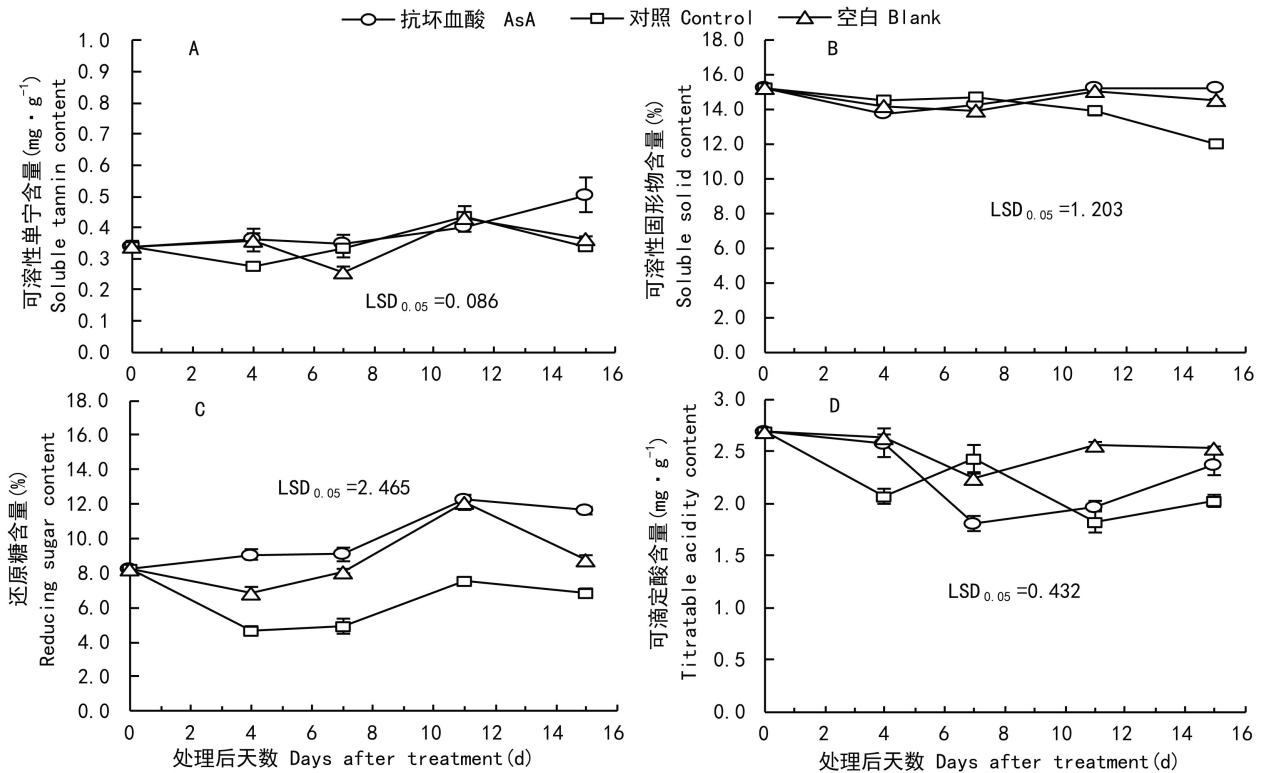 抗坏血酸 AsA 对照 Control 空白 Blank
A
可溶性单宁含量(mg·g⁻¹)
Soluble tannin content
1.0
0.9
0.8
0.7
0.6
0.5
0.4
0.3
0.2
0.1
0.0
LSD₀.₀₅=0.086
0 2 4 6 8 10 12 14 16
B
可溶性固形物含量(%)
Soluble solid content
18.0
16.0
14.0
12.0
10.0
8.0
6.0
4.0
2.0
0.0
LSD₀.₀₅=1.203
0 2 4 6 8 10 12 14 16
C
还原糖含量(%)
Reducing sugar content
18.0
16.0
14.0
12.0
10.0
8.0
6.0
4.0
2.0
0.0
LSD₀.₀₅=2.465
0 2 4 6 8 10 12 14 16
处理后天数 Days after treatment(d)
D
可滴定酸含量(mg·g⁻¹)
Titratable acidity content
3.0
2.5
2.0
1.5
1.0
0.5
0.0
LSD₀.₀₅=0.432
0 2 4 6 8 10 12 14 16
处理后天数 Days after treatment(d)